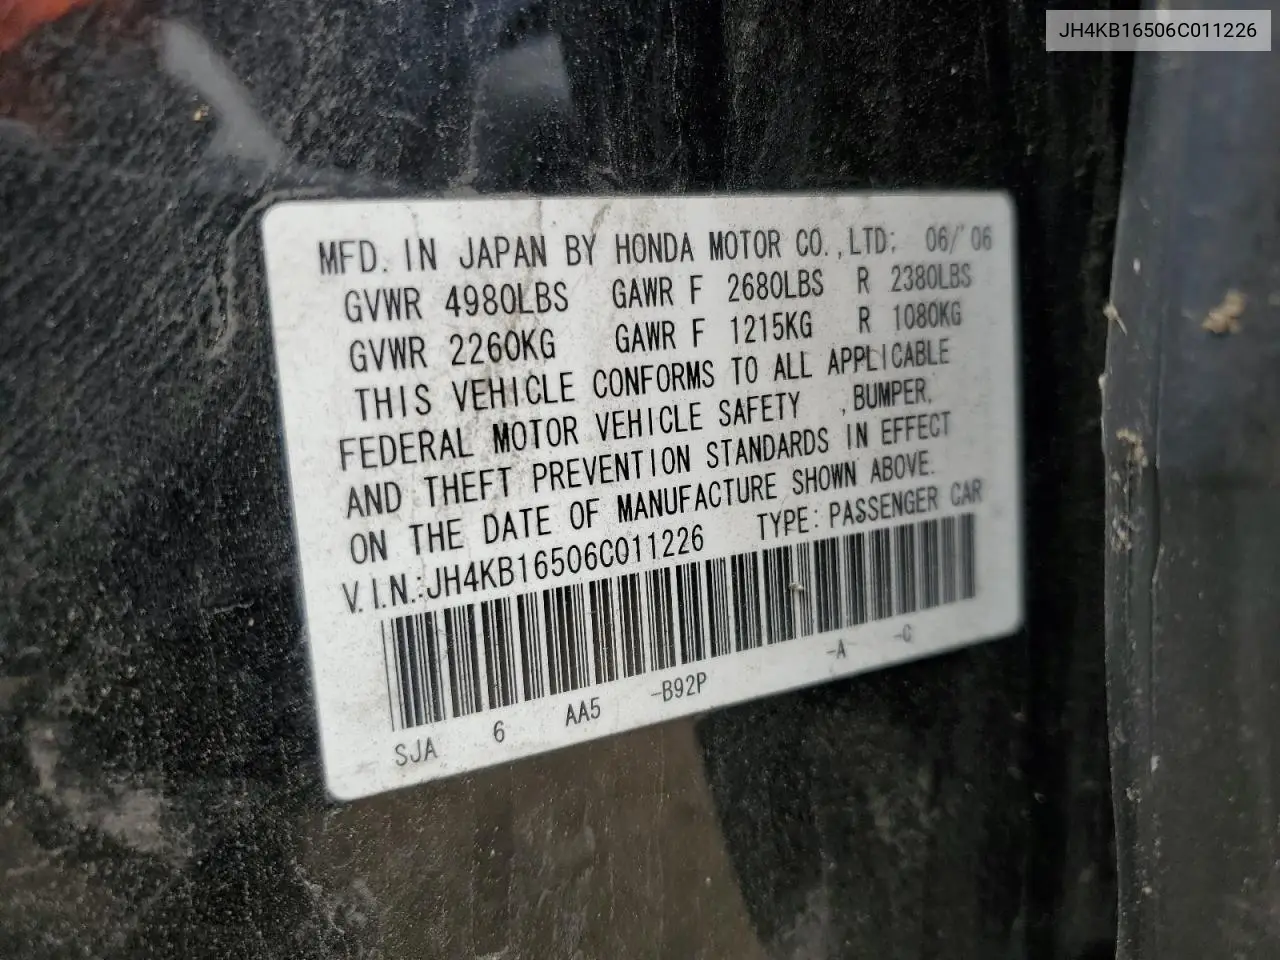 JH4KB16506C011226
MFD. IN JAPAN BY HONDA MOTOR CO.,LTD: 06/'06
GVWR 4980LBS GAWR F 2680LBS R 2380LBS
GVWR 2260KG GAWR F 1215KG R 1080KG
THIS VEHICLE CONFORMS TO ALL APPLICABLE
FEDERAL MOTOR VEHICLE SAFETY ,BUMPER,
AND THEFT PREVENTION STANDARDS IN EFFECT
ON THE DATE OF MANUFACTURE SHOWN ABOVE.
V.I.N.:JH4KB16506C011226 TYPE: PASSENGER CAR
SJA 6 AA5 -B92P -A -C